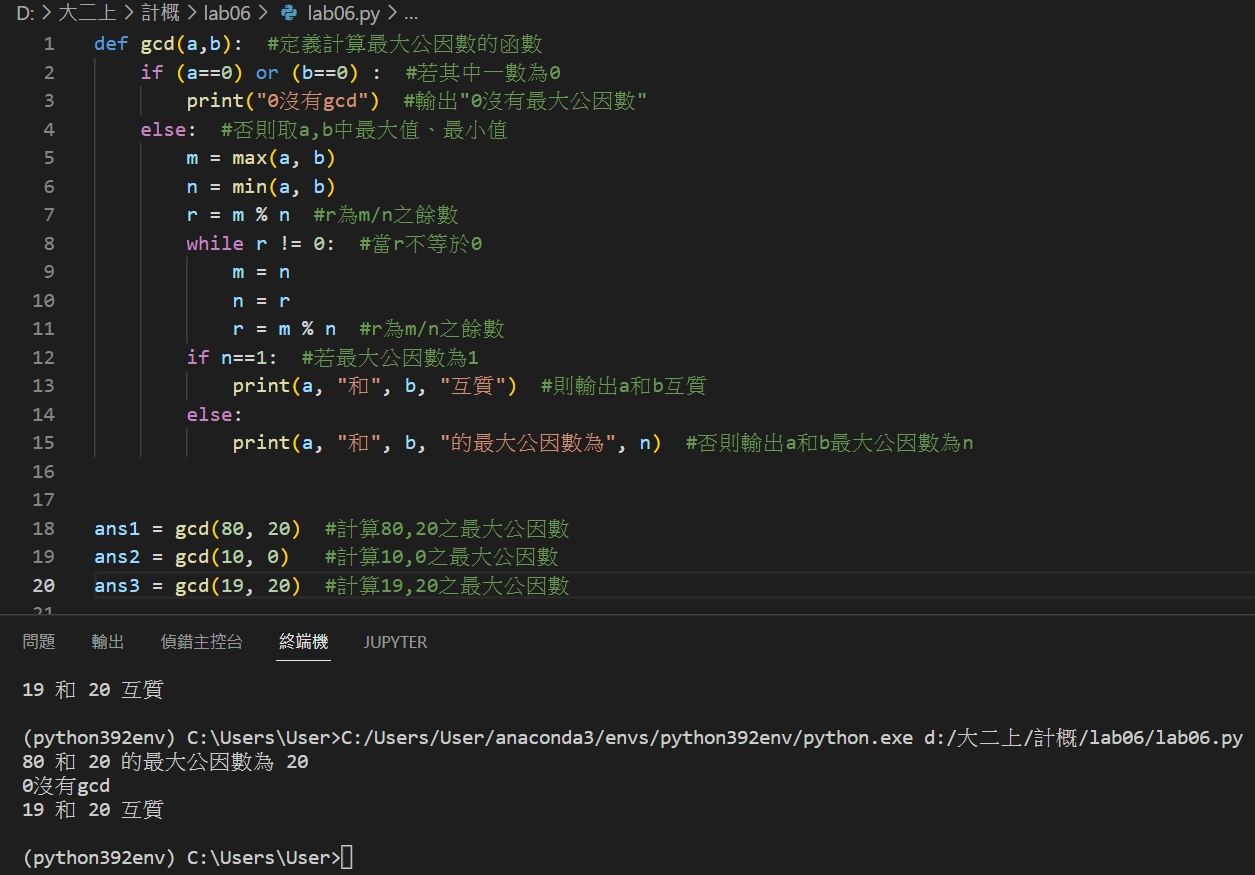 D: > 大二上 > 計概 > lab06 > lab06.py > ...
1 def gcd(a,b):  #定義計算最大公因數的函數
2     if (a==0) or (b==0) :  #若其中一數為0
3         print("0沒有gcd")  #輸出"0沒有最大公因數"
4     else:  #否則取a,b中最大值、最小值
5         m = max(a, b)
6         n = min(a, b)
7         r = m % n  #r為m/n之餘數
8         while r != 0:  #當r不等於0
9             m = n
10             n = r
11             r = m % n  #r為m/n之餘數
12         if n==1:  #若最大公因數為1
13             print(a, "和", b, "互質")  #則輸出a和b互質
14         else:
15             print(a, "和", b, "的最大公因數為", n)  #否則輸出a和b最大公因數為n
16
17
18 ans1 = gcd(80, 20)  #計算80,20之最大公因數
19 ans2 = gcd(10, 0)   #計算10,0之最大公因數
20 ans3 = gcd(19, 20)  #計算19,20之最大公因數
21
問題 輸出 偵錯主控台 終端機 JUPYTER
19 和 20 互質
(python392env) C:\Users\User>C:/Users/User/anaconda3/envs/python392env/python.exe d:/大二上/計概/lab06/lab06.py
80 和 20 的最大公因數為 20
0沒有gcd
19 和 20 互質
(python392env) C:\Users\User>